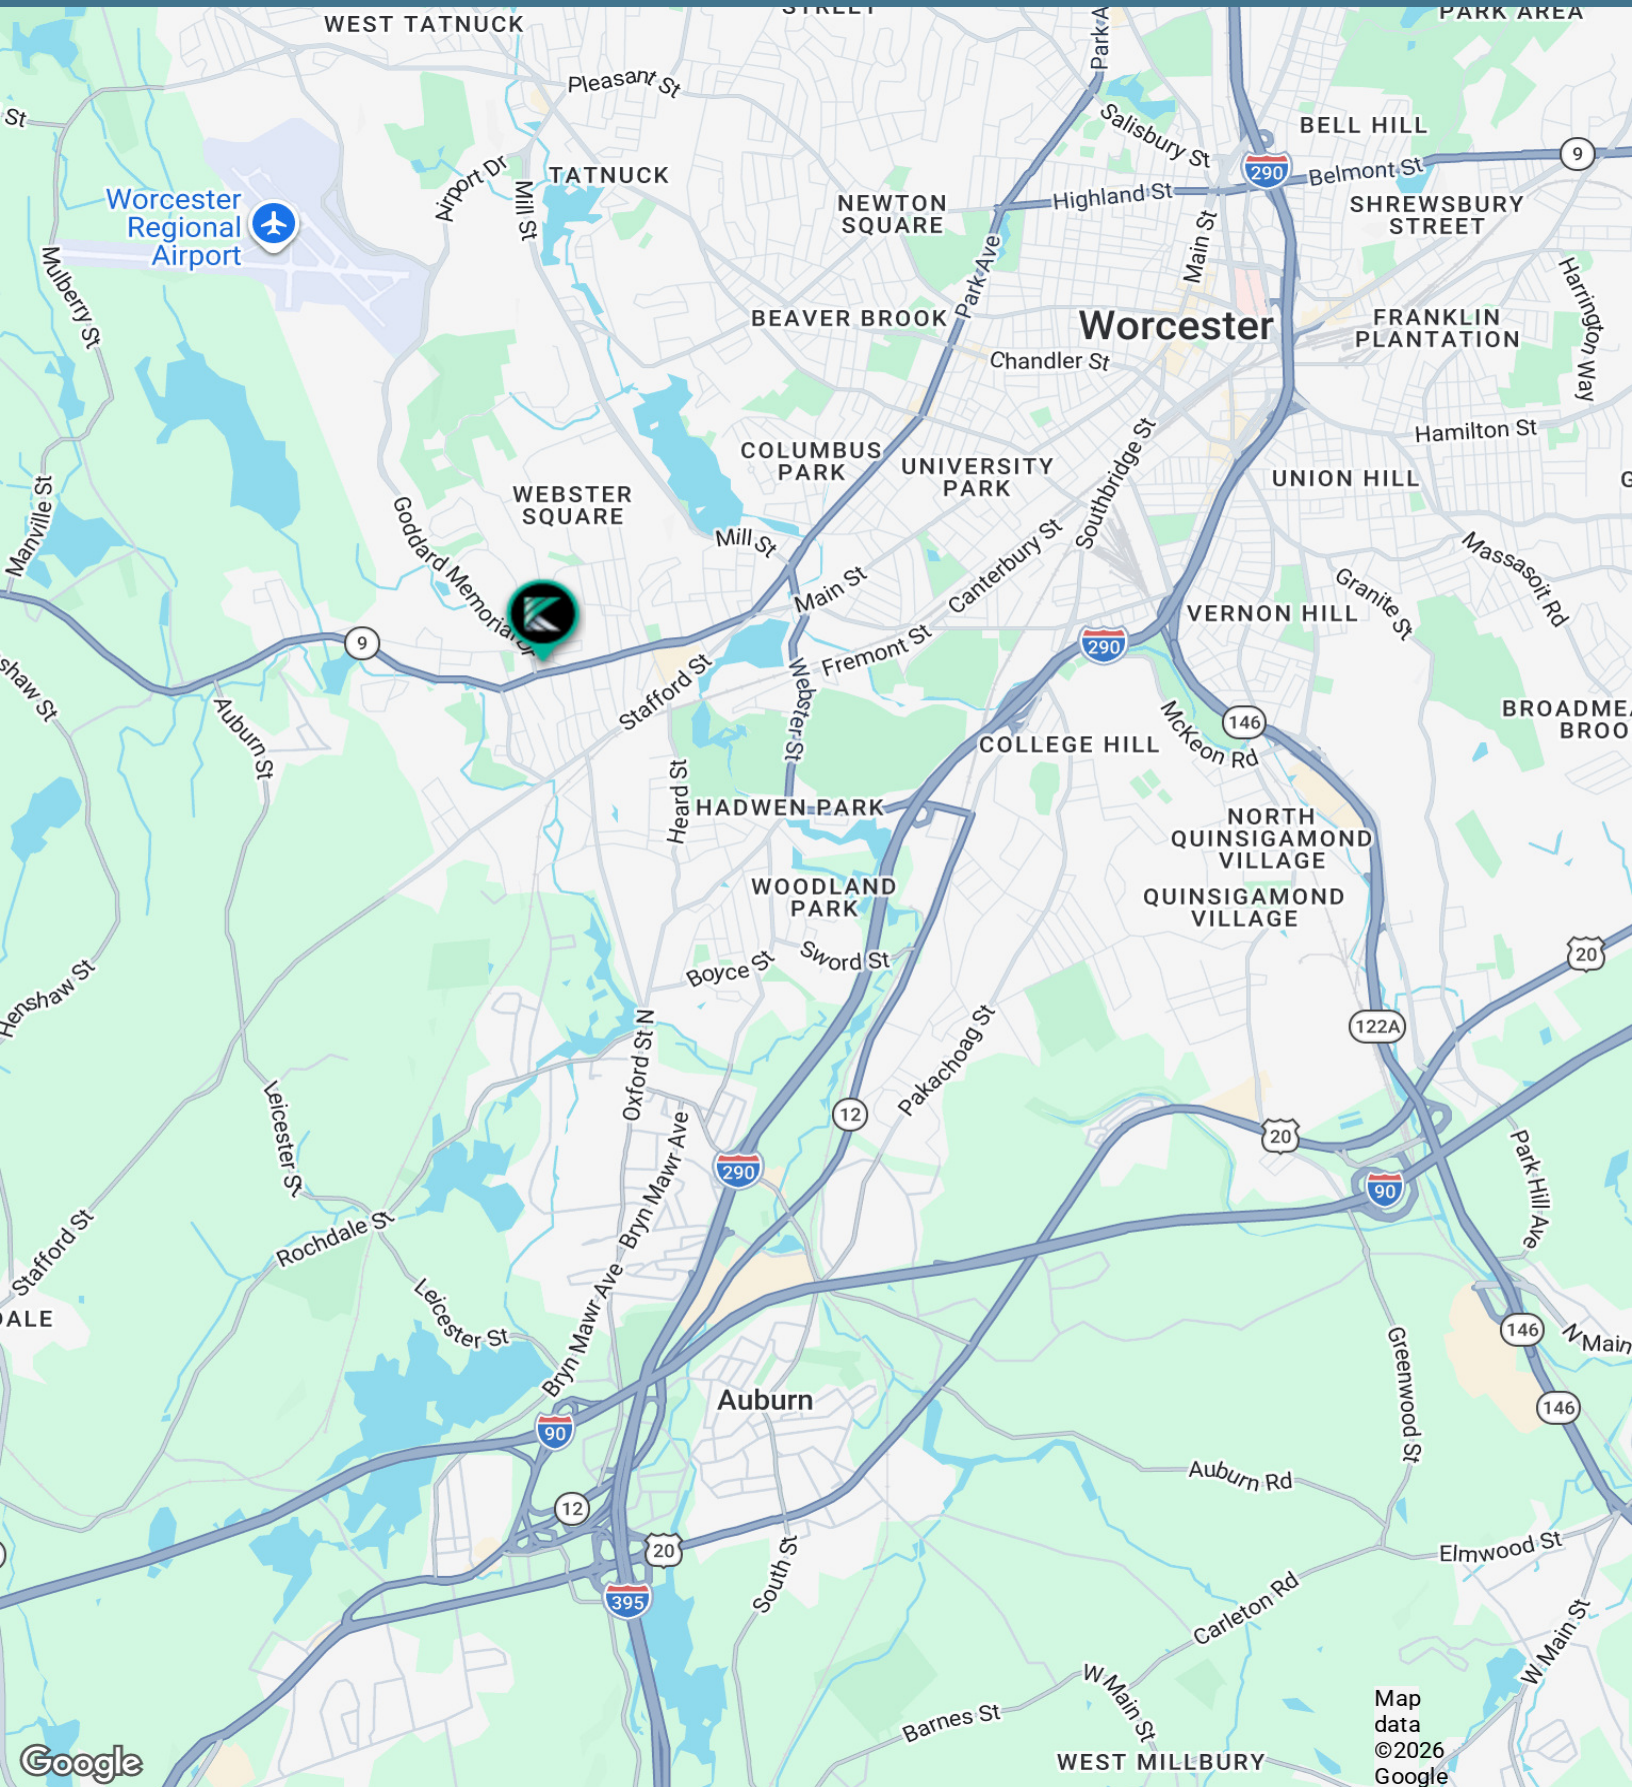 STREET
PARK AREA
WEST TATNUCK
Park A
Pleasant St
St
Salisbury St
BELL HILL
9
290
Belmont St
Airport Dr
TATNUCK
Mill St
Highland St
Worcester
Regional
Airport
NEWTON
SQUARE
SHREWSBURY
STREET
Main St
Mulberry St
Park Ave
Harrington Way
BEAVER BROOK
Worcester
FRANKLIN
PLANTATION
Chandler St
Hamilton St
COLUMBUS
PARK
UNIVERSITY
PARK
Southbridge St
UNION HILL
G
WEBSTER
SQUARE
Manville St
Goddard Memorial Dr
Mill St
Canterbury St
Massasoit Rd
Main St
Granite St
VERNON HILL
9
Fremont St
290
shaw St
Stafford St
Webster St
Auburn St
McKeon Rd
146
BROADMEA
BROO
COLLEGE HILL
Heard St
HADWEN PARK
NORTH
QUINSIGAMOND
VILLAGE
WOODLAND
PARK
QUINSIGAMOND
VILLAGE
Sword St
Boyce St
20
Henshaw St
Oxford St N
122A
Pakachoag St
12
Leicester St
Bryn Mawr Ave
20
290
Park Hill Ave
90
Rochdale St
Stafford St
Bryn Mawr Ave
Leicester St
DALE
146
N Main
Greenwood St
Auburn
146
90
Auburn Rd
12
20
South St
Elmwood St
395
Carleton Rd
W Main St
W Main St
Barnes St
Map
data
©2026
Google
WEST MILLBURY
Google